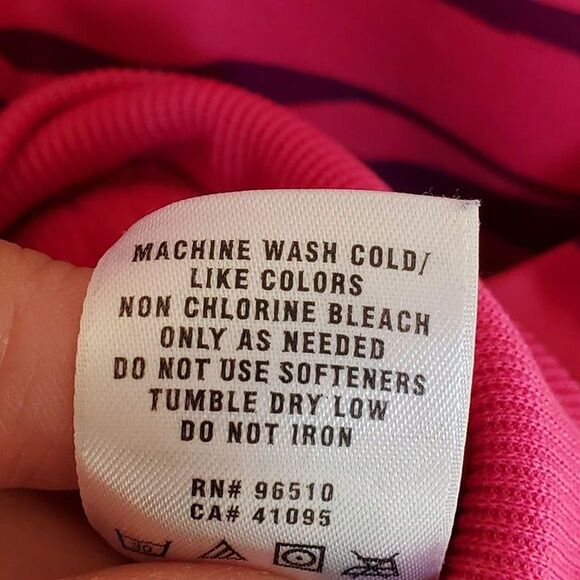 MACHINE WASH COLD/
LIKE COLORS
NON CHLORINE BLEACH
ONLY AS NEEDED
DO NOT USE SOFTENERS
TUMBLE DRY LOW
DO NOT IRON
RN# 96510
CA# 41095
30